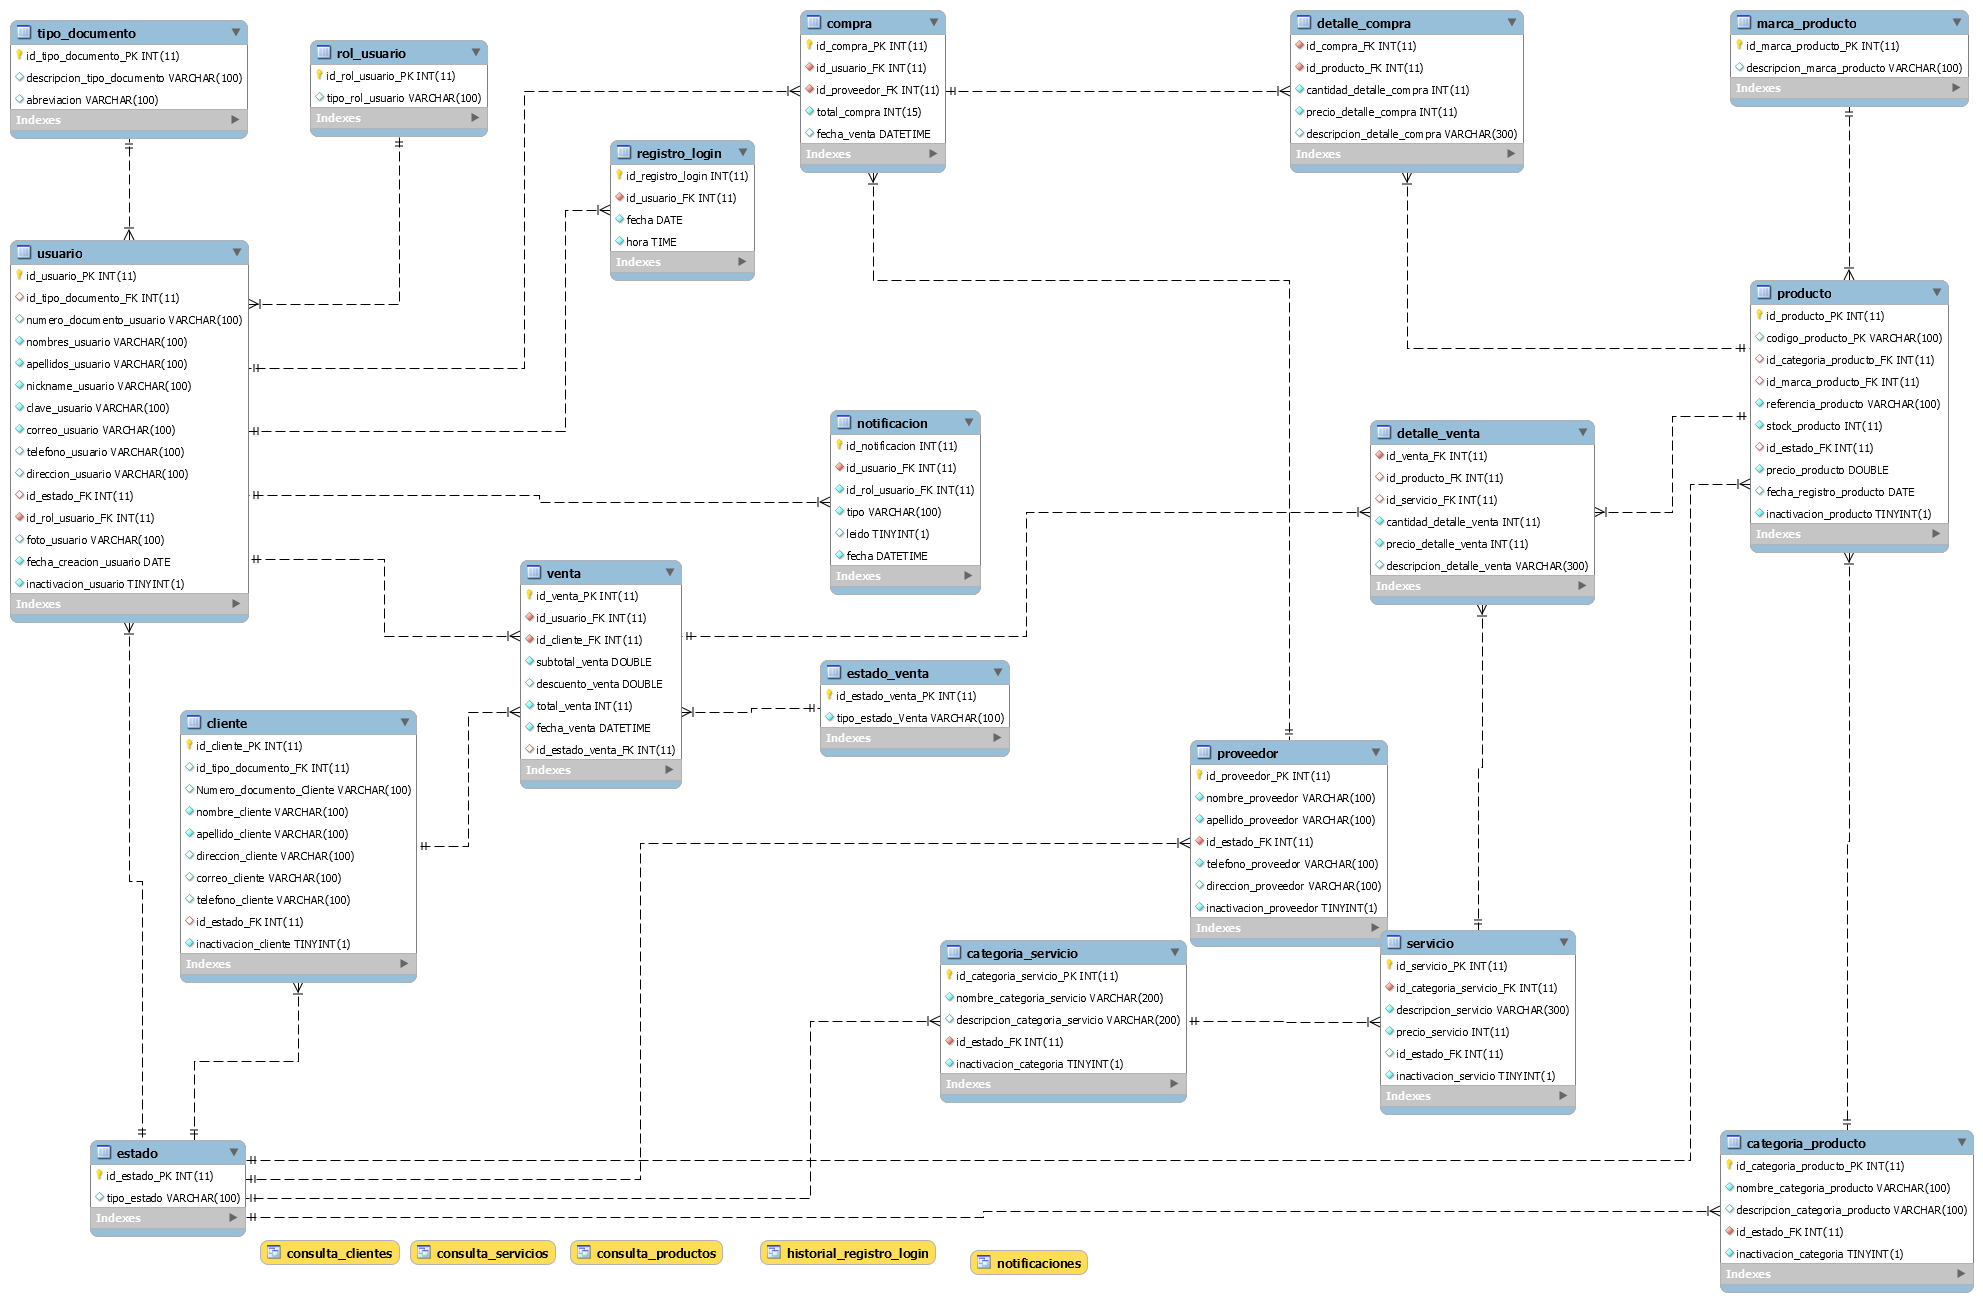 tipo_documento
id_tipo_documento_PK INT(11)
descripcion_tipo_documento VARCHAR(100)
abreviacion VARCHAR(100)
Indexes
rol_usuario
id_rol_usuario_PK INT(11)
tipo_rol_usuario VARCHAR(100)
Indexes
registro_login
id_registro_login INT(11)
id_usuario_FK INT(11)
fecha DATE
hora TIME
Indexes
compra
id_compra_PK INT(11)
id_usuario_FK INT(11)
id_proveedor_FK INT(11)
total_compra INT(15)
fecha_venta DATETIME
Indexes
detalle_compra
id_compra_FK INT(11)
id_producto_FK INT(11)
cantidad_detalle_compra INT(11)
precio_detalle_compra INT(11)
descripcion_detalle_compra VARCHAR(300)
Indexes
marca_producto
id_marca_producto_PK INT(11)
descripcion_marca_producto VARCHAR(100)
Indexes
usuario
id_usuario_PK INT(11)
id_tipo_documento_FK INT(11)
numero_documento_usuario VARCHAR(100)
nombres_usuario VARCHAR(100)
apellidos_usuario VARCHAR(100)
nickname_usuario VARCHAR(100)
clave_usuario VARCHAR(100)
correo_usuario VARCHAR(100)
telefono_usuario VARCHAR(100)
direccion_usuario VARCHAR(100)
id_estado_FK INT(11)
id_rol_usuario_FK INT(11)
foto_usuario VARCHAR(100)
fecha_creacion_usuario DATE
inactivacion_usuario TINYINT(1)
Indexes
notificacion
id_notificacion INT(11)
id_usuario_FK INT(11)
id_rol_usuario_FK INT(11)
tipo VARCHAR(100)
leido TINYINT(1)
fecha DATETIME
Indexes
detalle_venta
id_venta_FK INT(11)
id_producto_FK INT(11)
id_servicio_FK INT(11)
cantidad_detalle_venta INT(11)
precio_detalle_venta INT(11)
descripcion_detalle_venta VARCHAR(300)
Indexes
producto
id_producto_PK INT(11)
codigo_producto_PK VARCHAR(100)
id_categoria_producto_FK INT(11)
id_marca_producto_FK INT(11)
referencia_producto VARCHAR(100)
stock_producto INT(11)
id_estado_FK INT(11)
precio_producto DOUBLE
fecha_registro_producto DATE
inactivacion_producto TINYINT(1)
Indexes
venta
id_venta_PK INT(11)
id_usuario_FK INT(11)
id_cliente_FK INT(11)
subtotal_venta DOUBLE
descuento_venta DOUBLE
total_venta INT(11)
fecha_venta DATETIME
id_estado_venta_FK INT(11)
Indexes
estado_venta
id_estado_venta_PK INT(11)
tipo_estado_Venta VARCHAR(100)
Indexes
cliente
id_cliente_PK INT(11)
id_tipo_documento_FK INT(11)
Numero_documento_Cliente VARCHAR(100)
nombre_cliente VARCHAR(100)
apellido_cliente VARCHAR(100)
direccion_cliente VARCHAR(100)
correo_cliente VARCHAR(100)
telefono_cliente VARCHAR(100)
id_estado_FK INT(11)
inactivacion_cliente TINYINT(1)
Indexes
proveedor
id_proveedor_PK INT(11)
nombre_proveedor VARCHAR(100)
apellido_proveedor VARCHAR(100)
id_estado_FK INT(11)
telefono_proveedor VARCHAR(100)
direccion_proveedor VARCHAR(100)
inactivacion_proveedor TINYINT(1)
Indexes
categoria_servicio
id_categoria_servicio_PK INT(11)
nombre_categoria_servicio VARCHAR(200)
descripcion_categoria_servicio VARCHAR(200)
id_estado_FK INT(11)
inactivacion_categoria TINYINT(1)
Indexes
servicio
id_servicio_PK INT(11)
id_categoria_servicio_FK INT(11)
descripcion_servicio VARCHAR(300)
precio_servicio INT(11)
id_estado_FK INT(11)
inactivacion_servicio TINYINT(1)
Indexes
estado
id_estado_PK INT(11)
tipo_estado VARCHAR(100)
Indexes
categoria_producto
id_categoria_producto_PK INT(11)
nombre_categoria_producto VARCHAR(100)
descripcion_categoria_producto VARCHAR(100)
id_estado_FK INT(11)
inactivacion_categoria TINYINT(1)
Indexes
consulta_clientes
consulta_servicios
consulta_productos
historial_registro_login
notificaciones